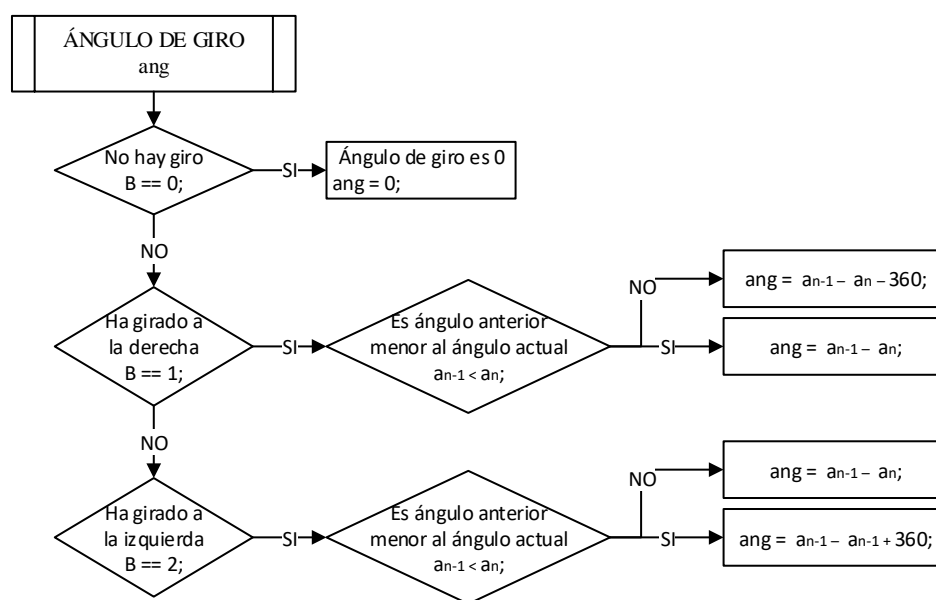 ÁNGULO DE GIRO
ang
No hay giro
B == 0;
SI
Ángulo de giro es 0
ang = 0;
NO
Ha girado a
la derecha
B == 1;
SI
Es ángulo anterior
menor al ángulo actual
an-1 < an;
NO
ang = an-1 – an – 360;
SI
ang = an-1 – an;
NO
Ha girado a
la izquierda
B == 2;
SI
Es ángulo anterior
menor al ángulo actual
an-1 < an;
NO
ang = an-1 – an;
SI
ang = an-1 – an-1 + 360;